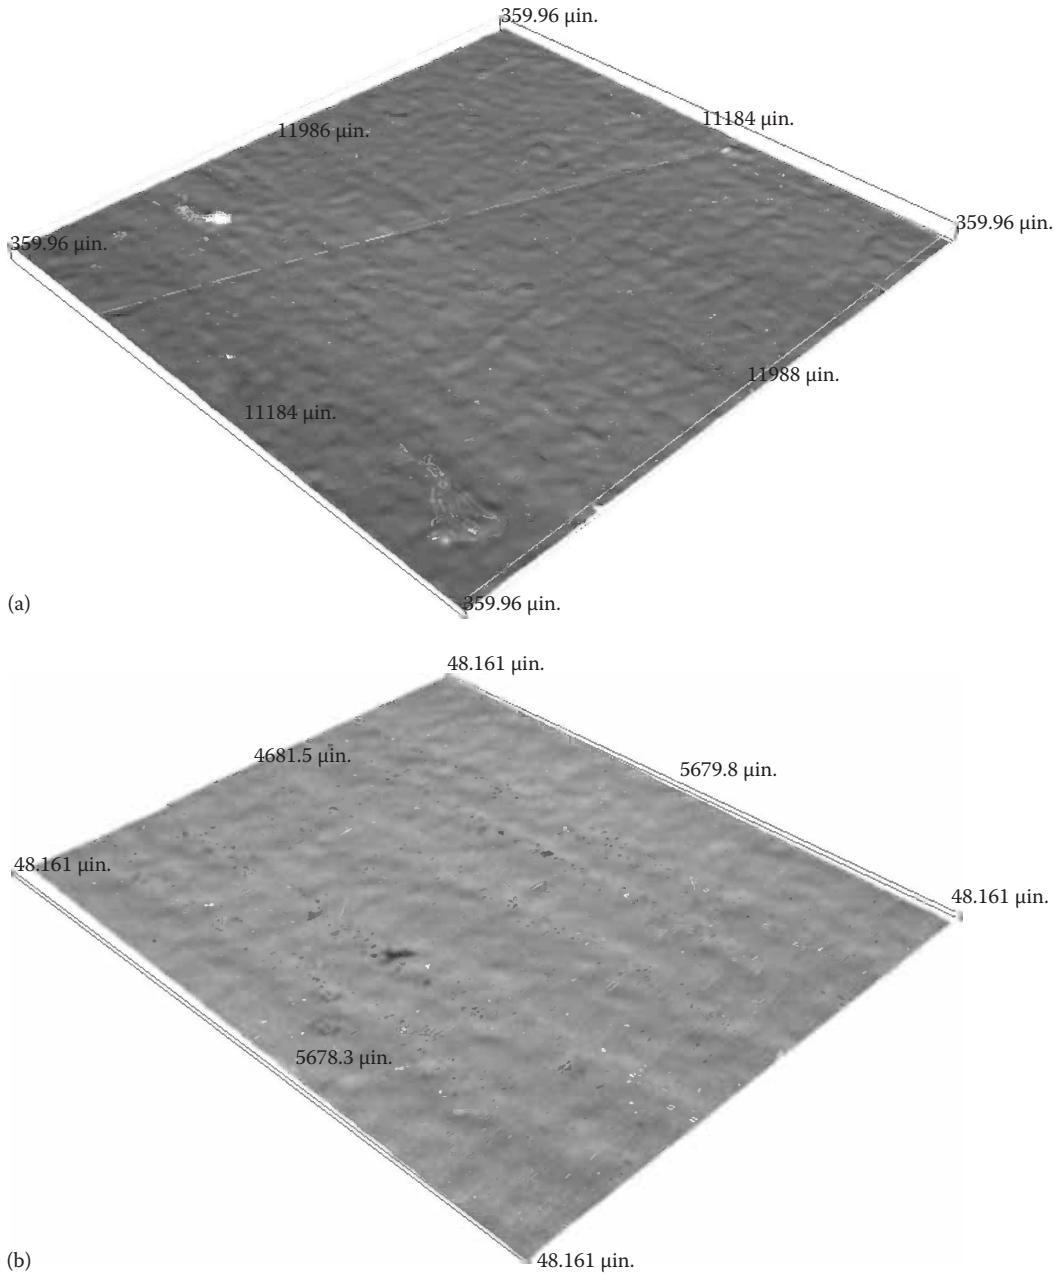 359.96 µin.
11986 µin.
11184 µin.
359.96 µin.
359.96 µin.
11988 µin.
11184 µin.
(a)
359.96 µin.
48.161 µin.
4681.5 µin.
5679.8 µin.
48.161 µin.
48.161 µin.
5678.3 µin.
(b)
48.161 µin.